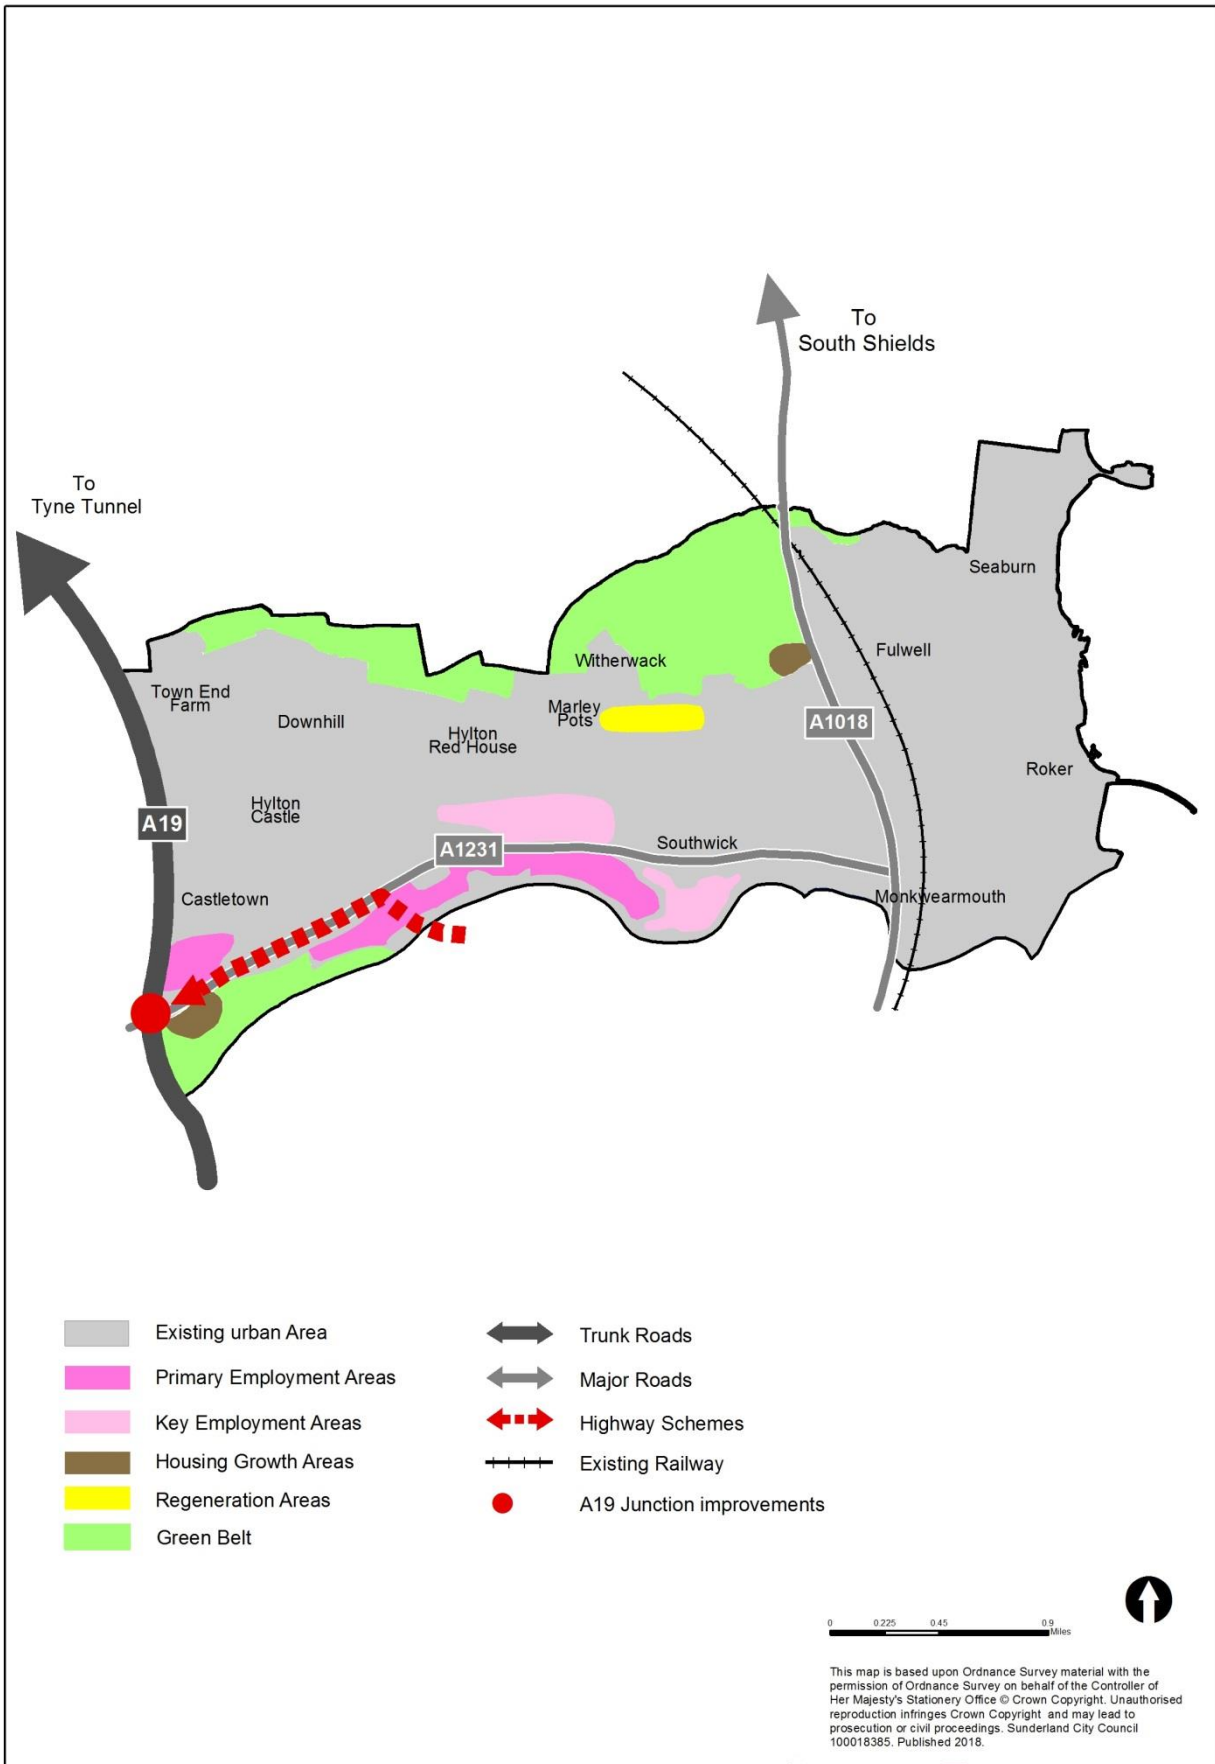 To
South Shields
To
Tyne Tunnel
Seaburn
Fulwell
Witherwack
Town End
Farm
Marley
Pots
Downhill
A1018
Hylton
Red House
Roker
Hylton
Castle
A19
A1231
Southwick
Castletown
Monkwearmouth
Existing urban Area
Primary Employment Areas
Key Employment Areas
Housing Growth Areas
Regeneration Areas
Green Belt
Trunk Roads
Major Roads
Highway Schemes
Existing Railway
A19 Junction improvements
0 0.225 0.45 0.9
Miles
This map is based upon Ordnance Survey material with the
permission of Ordnance Survey on behalf of the Controller of
Her Majesty's Stationery Office © Crown Copyright. Unauthorised
reproduction infringes Crown Copyright and may lead to
prosecution or civil proceedings. Sunderland City Council
100018385. Published 2018.